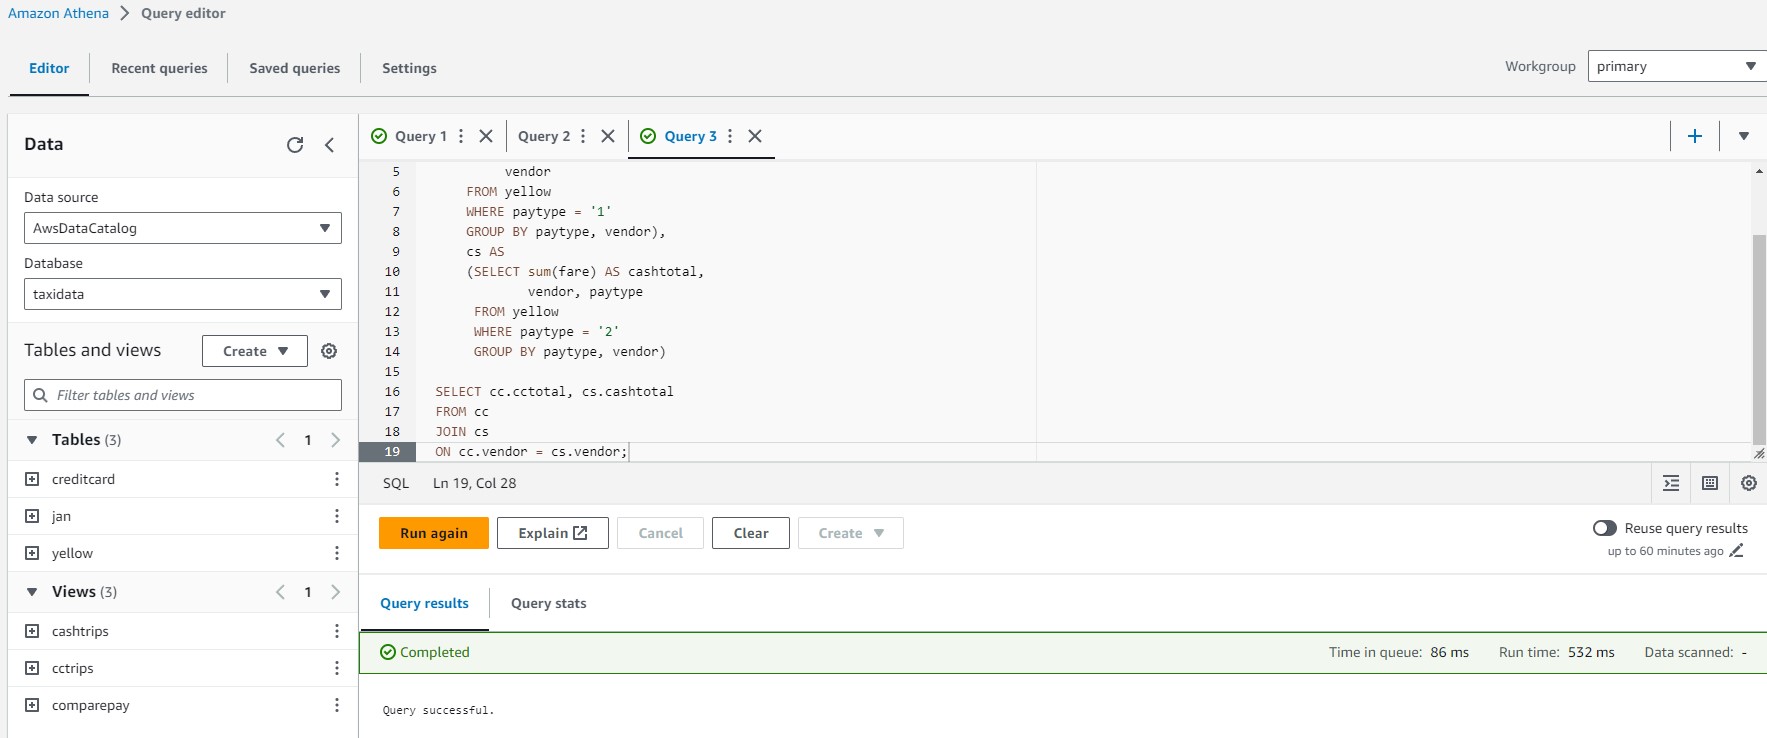 Amazon Athena > Query editor
Editor Recent queries Saved queries Settings Workgroup primary
Data
Data source
AwsDataCatalog
Database
taxidata
Tables and views Create
Filter tables and views
Tables (3) < 1 >
creditcard
jan
yellow
Views (3) < 1 >
cashtrips
cctrips
comparepay
Query 1 Query 2 Query 3
5 vendor
6 FROM yellow
7 WHERE paytype = '1'
8 GROUP BY paytype, vendor),
9 cs AS
10 (SELECT sum(fare) AS cashtotal,
11 vendor, paytype
12 FROM yellow
13 WHERE paytype = '2'
14 GROUP BY paytype, vendor)
15
16 SELECT cc.cctotal, cs.cashtotal
17 FROM cc
18 JOIN cs
19 ON cc.vendor = cs.vendor;
SQL Ln 19, Col 28
Run again Explain Cancel Clear Create Reuse query results
up to 60 minutes ago
Query results Query stats
Completed Time in queue: 86 ms Run time: 532 ms Data scanned: -
Query successful.